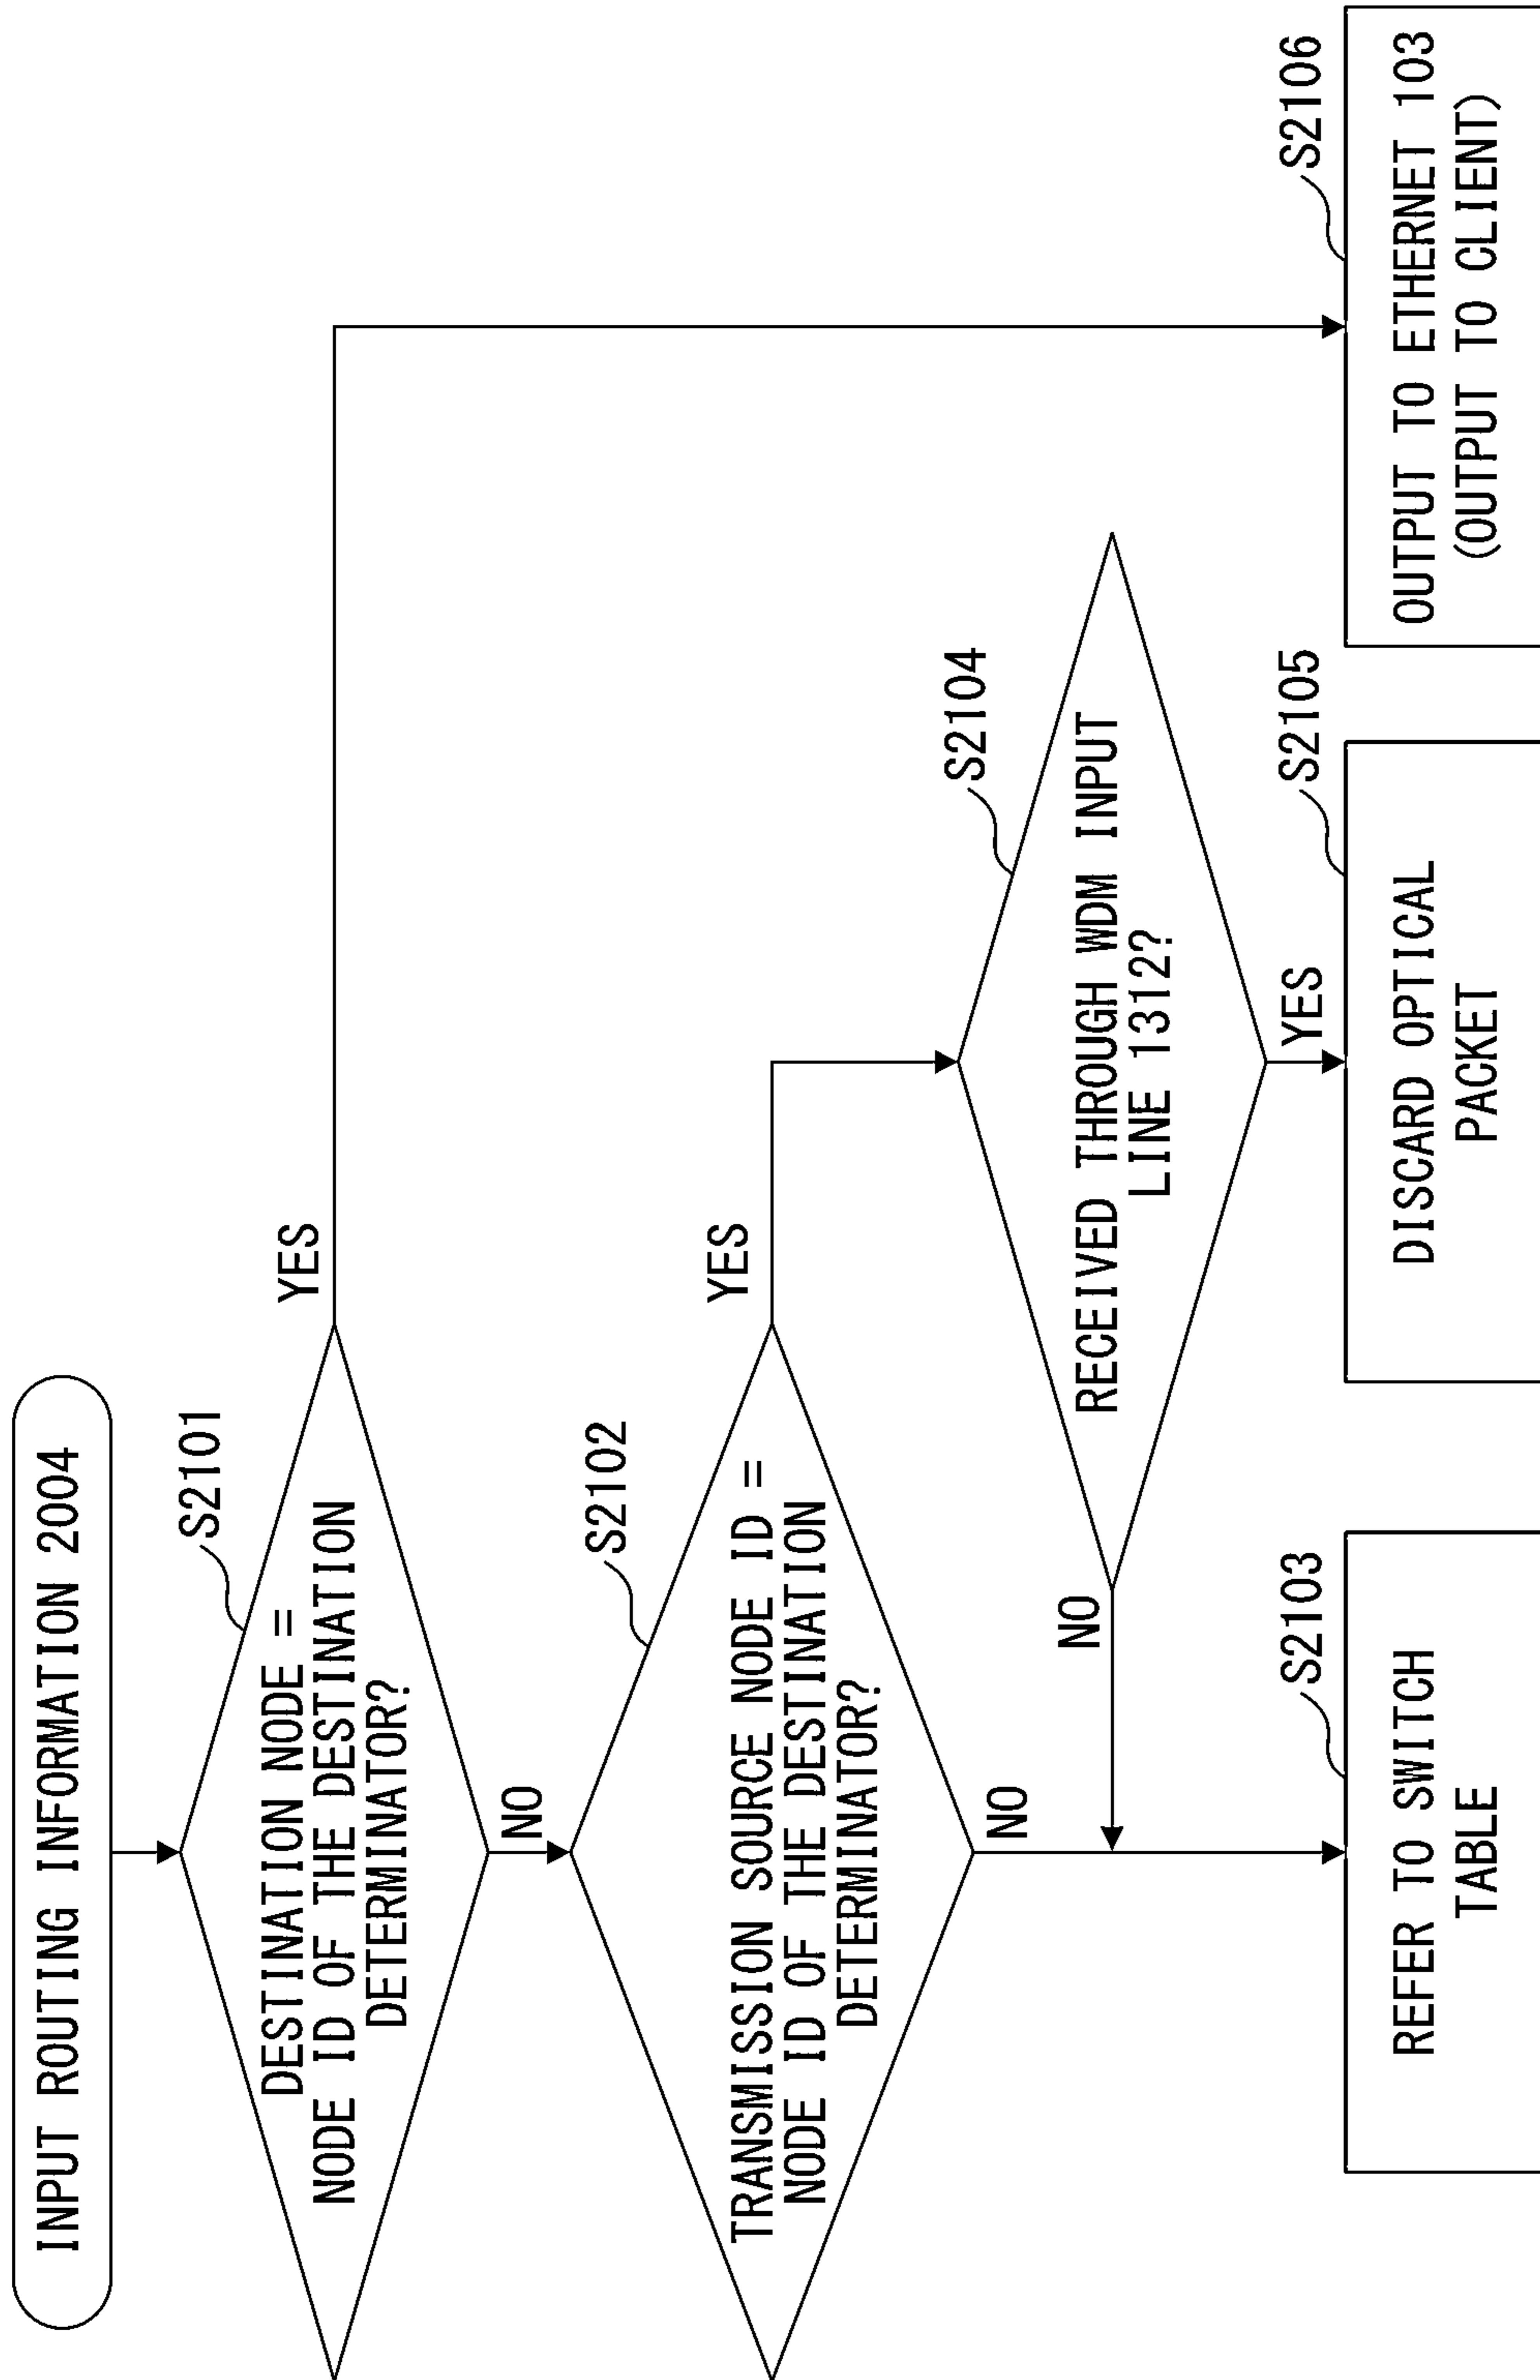 INPUT ROUTING INFORMATION 2004
S2101
DESTINATION NODE =
NODE ID OF THE DESTINATION
DETERMINATOR?
YES
NO
S2102
TRANSMISSION SOURCE NODE ID =
NODE ID OF THE DESTINATION
DETERMINATOR?
YES
NO
S2104
RECEIVED THROUGH WDM INPUT
LINE 1312?
NO
YES
S2103
REFER TO SWITCH
TABLE
S2105
DISCARD OPTICAL
PACKET
S2106
OUTPUT TO ETHERNET 103
(OUTPUT TO CLIENT)